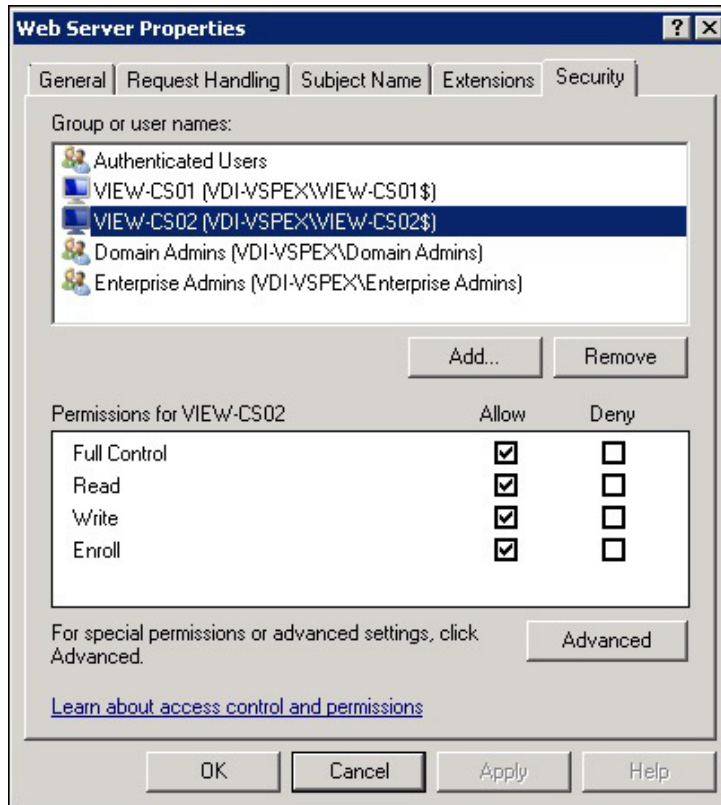 Web Server Properties
General Request Handling Subject Name Extensions Security
Group or user names:
Authenticated Users
VIEW-CS01 (VDI-VSPEX\VIEW-CS01$)
VIEW-CS02 (VDI-VSPEX\VIEW-CS02$)
Domain Admins (VDI-VSPEX\Domain Admins)
Enterprise Admins (VDI-VSPEX\Enterprise Admins)
Add... Remove
Permissions for VIEW-CS02 Allow Deny
Full Control
Read
Write
Enroll
For special permissions or advanced settings, click
Advanced.
Advanced
Learn about access control and permissions
OK Cancel Apply Help